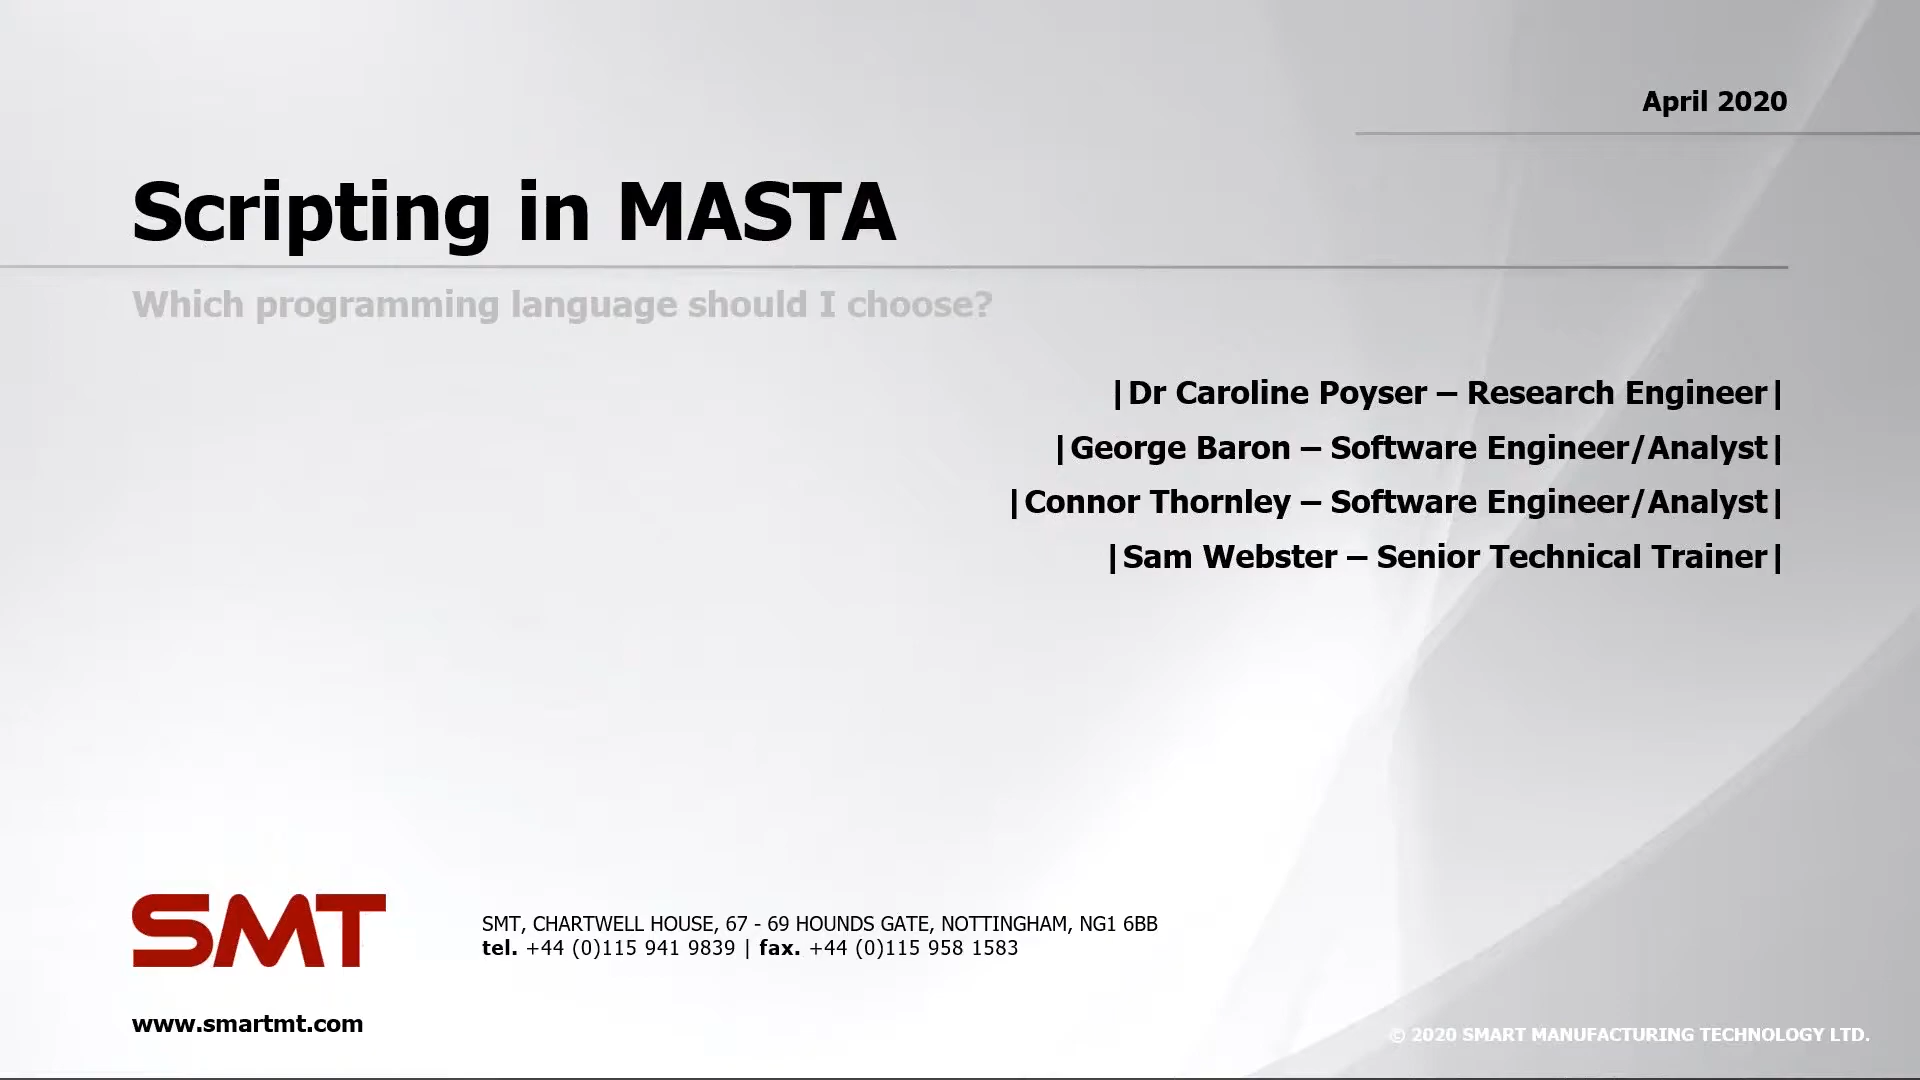 April 2020
Scripting in MASTA
Which programming language should I choose?
|Dr Caroline Poyser – Research Engineer|
|George Baron – Software Engineer/Analyst|
|Connor Thornley – Software Engineer/Analyst|
|Sam Webster – Senior Technical Trainer|
SMT
SMT, CHARTWELL HOUSE, 67 - 69 HOUNDS GATE, NOTTINGHAM, NG1 6BB
tel. +44 (0)115 941 9839 | fax. +44 (0)115 958 1583
www.smartmt.com
© 2020 SMART MANUFACTURING TECHNOLOGY LTD.